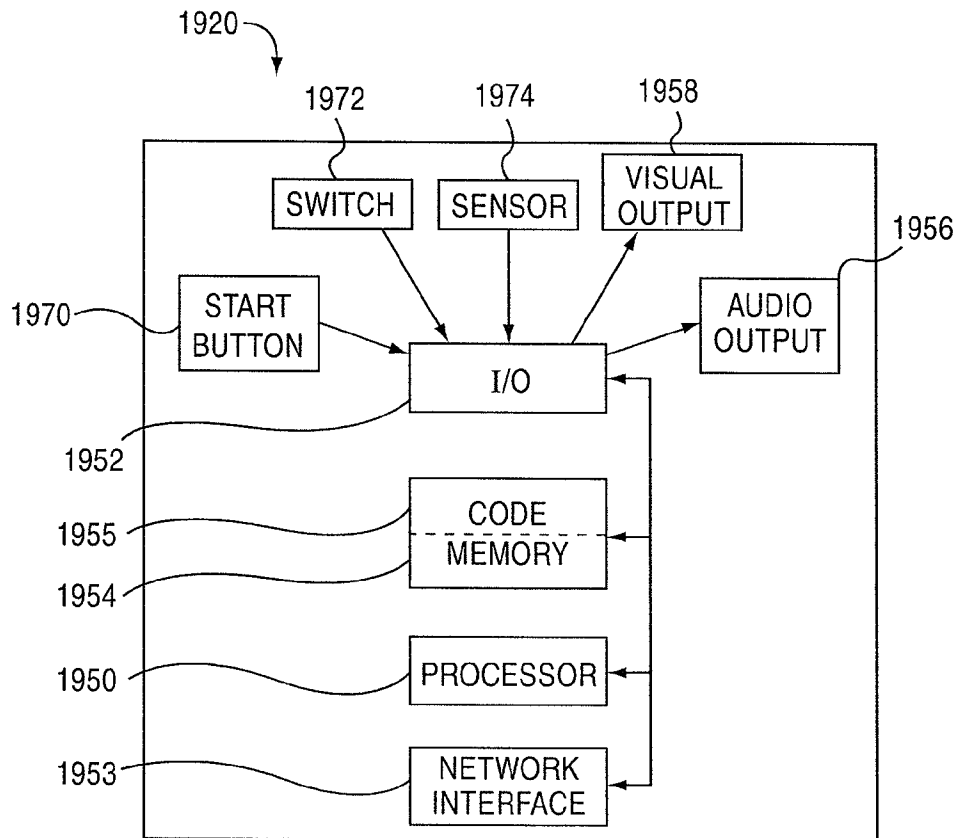 1920
1972
1974
1958
SWITCH
SENSOR
VISUAL
OUTPUT
1956
1970
START
BUTTON
AUDIO
OUTPUT
I/O
1952
1955
CODE
MEMORY
1954
1950
PROCESSOR
1953
NETWORK
INTERFACE